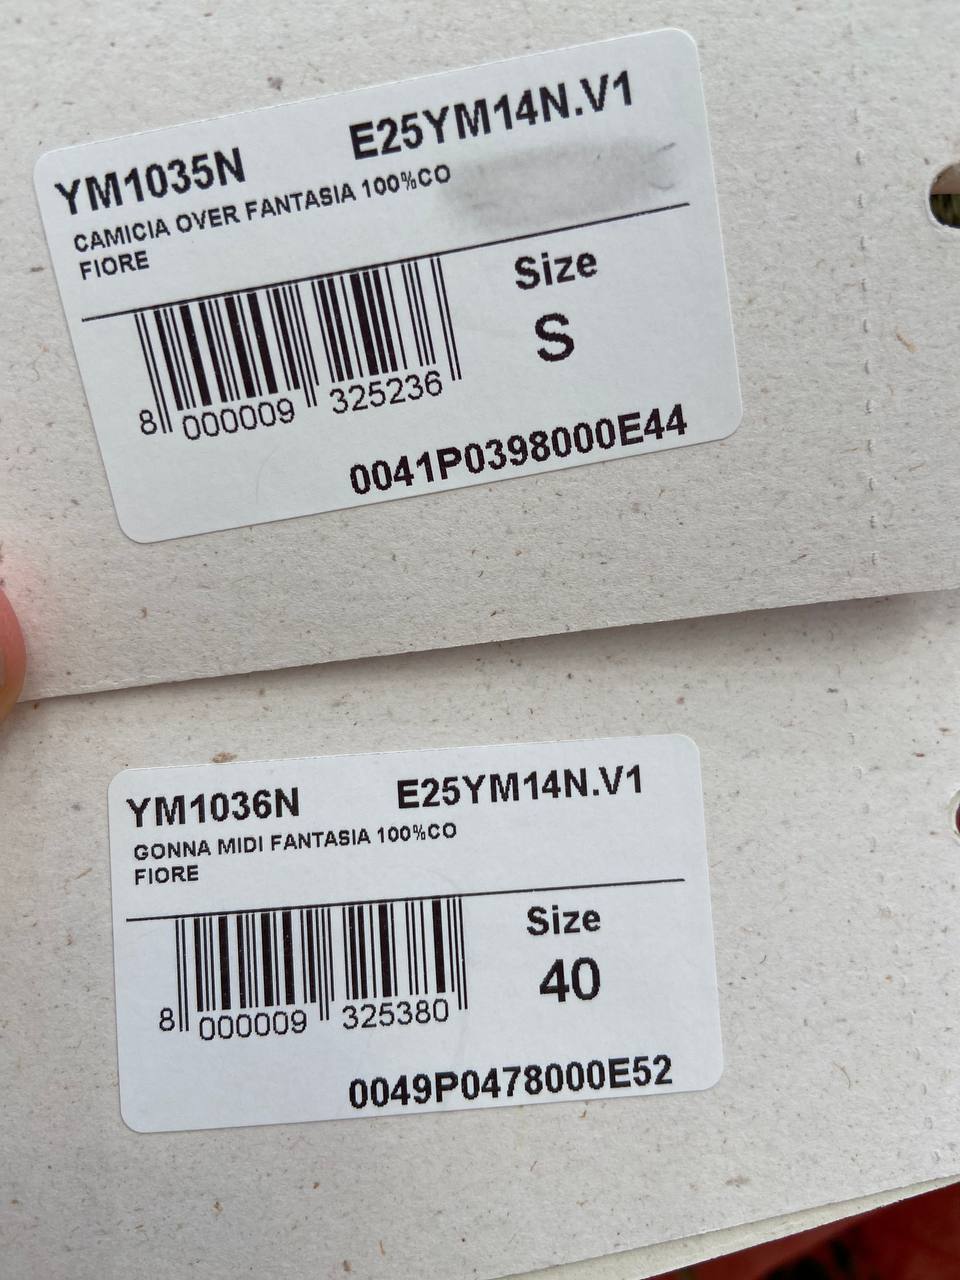 YM1035N E25YM14N.V1
CAMICIA OVER FANTASIA 100%CO
FIORE
Size
S
8 000009 325236
0041P0398000E44
YM1036N E25YM14N.V1
GONNA MIDI FANTASIA 100%CO
FIORE
Size
40
8 000009 325380
0049P0478000E52